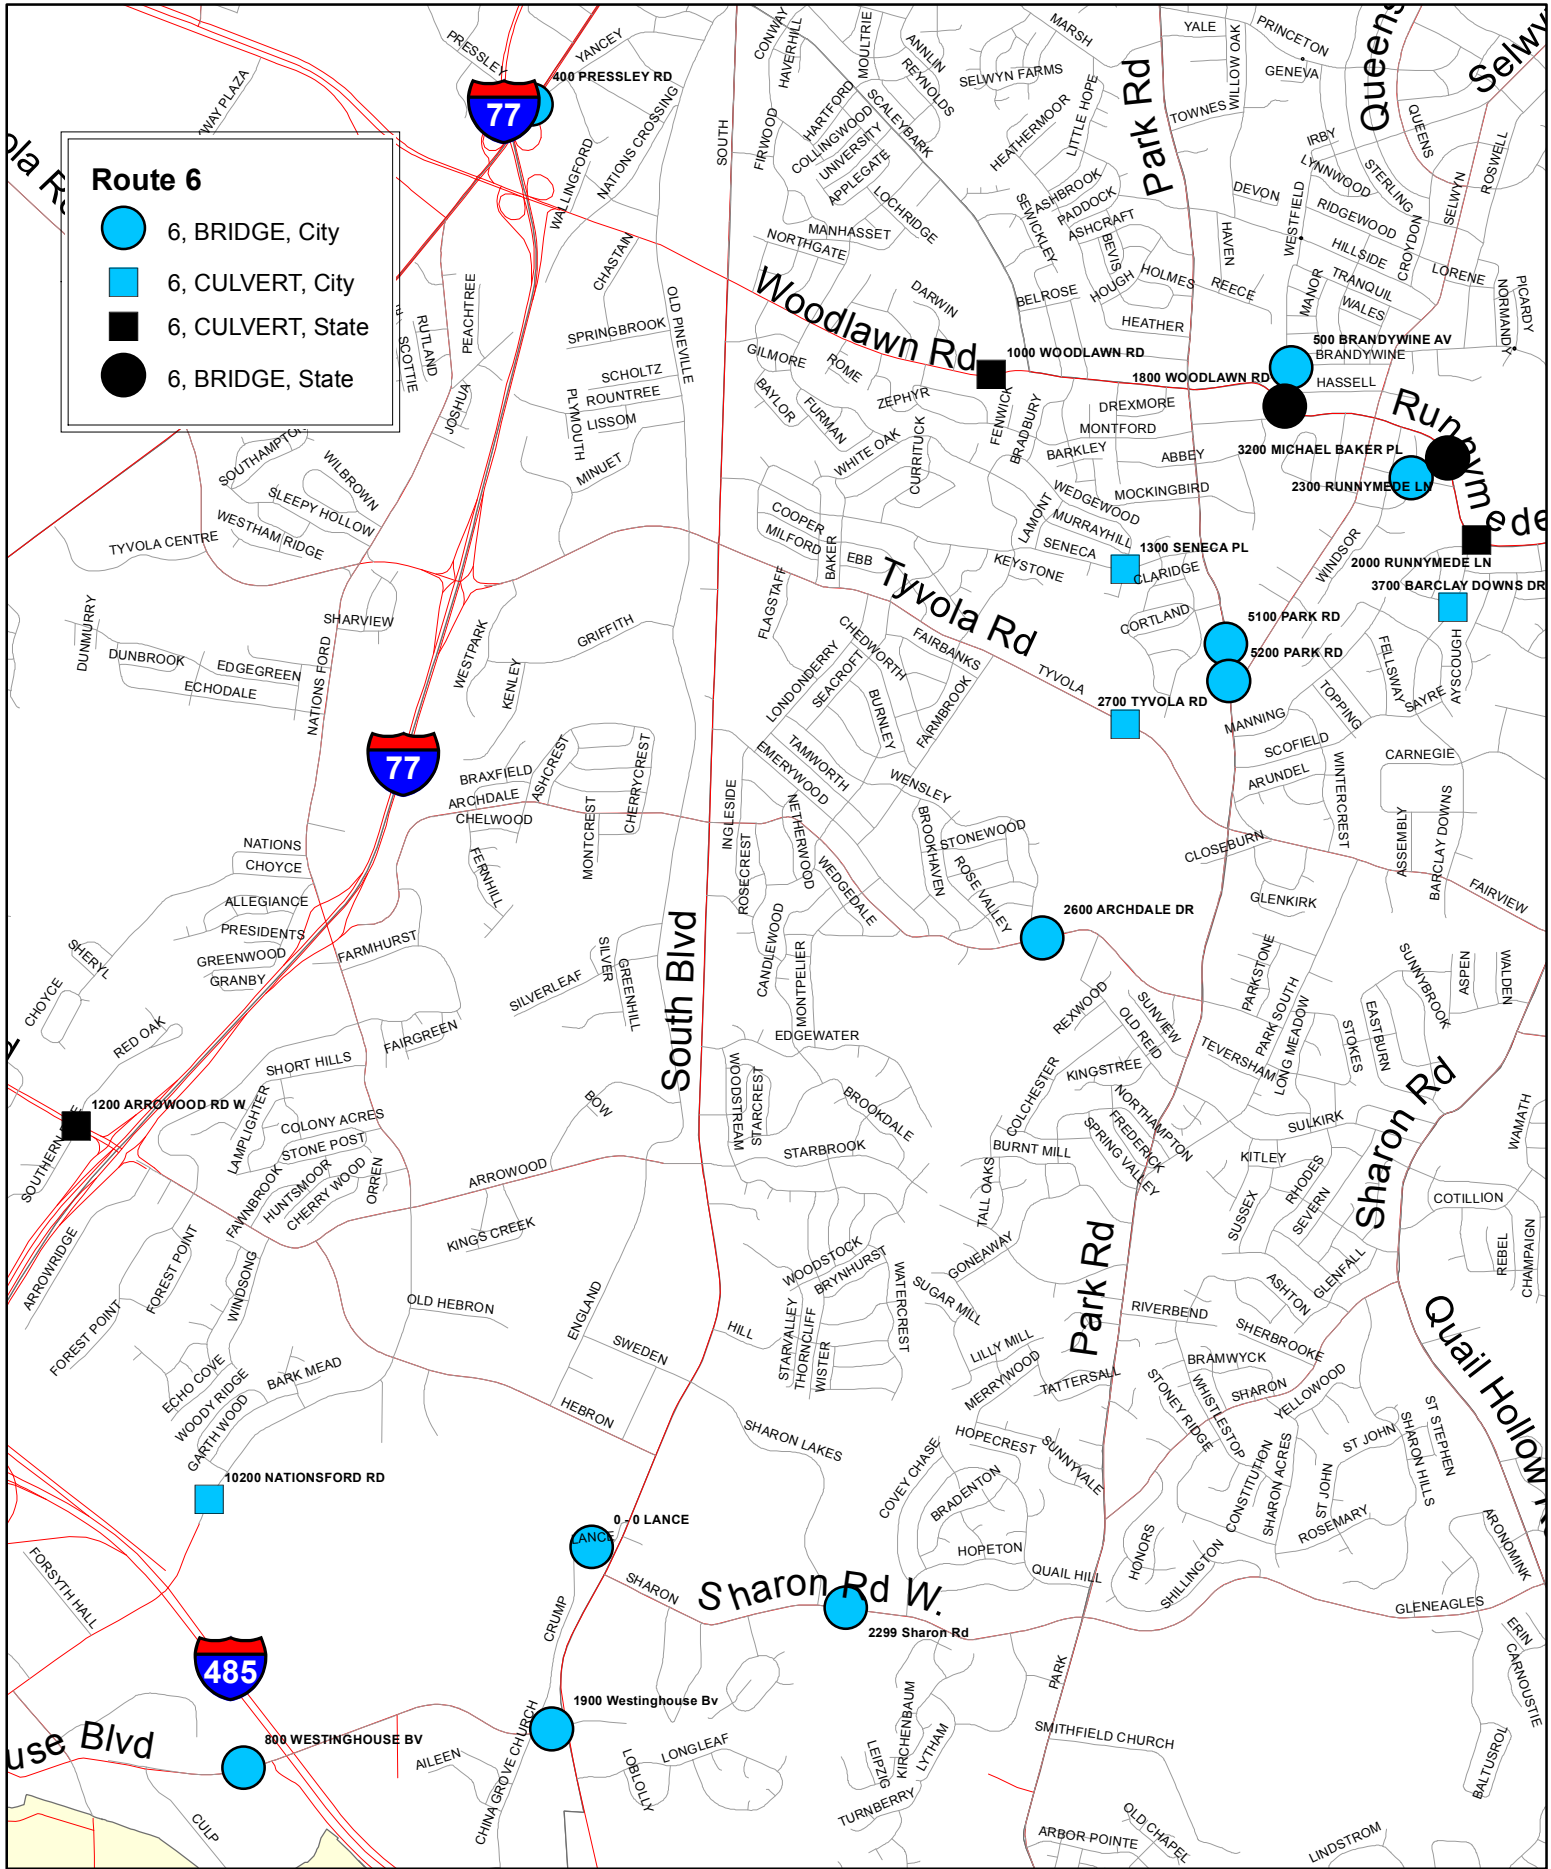 Route 6
6, BRIDGE, City
6, CULVERT, City
6, CULVERT, State
6, BRIDGE, State
PRESSLEY
YANCEY
400 PRESSLEY RD
77
WALLINGFORD
NATIONS CROSSING
CHASTAIN
SOUTH
CONWAY
HAVERHILL
MOULTRIE
ANNLIN
REYNOLDS
SELWYN FARMS
MARSH
Park Rd
YALE
WILLOW OAK
PRINCETON
GENEVA
TOWNES
Queens
QUEENS
IRBY
LYNNWOOD
STERLING
RIDGEWOOD
HILLSIDE
TRANQUIL
WALES
CROYDON
SELWYN
ROSWELL
LORENE
NORMANDY
PICARDY
DEVON
WESTFIELD
MANOR
HAVEN
REECE
FIRWOOD
HARTFORD
COLLINGWOOD
UNIVERSITY
APPLEGATE
SCALEYBARK
LOCHRIDGE
MANHASSET
NORTHGATE
HEATHERMOOR
LITTLE HOPE
ASHBROOK
PADDOCK
ASHCRAFT
SEWICKLEY
BEVIS
HOUGH
HOLMES
BELROSE
HEATHER
DARWIN
Woodlawn Rd
1000 WOODLAWN RD
1800 WOODLAWN RD
500 BRANDYWINE AV
BRANDYWINE
HASSELL
Runnymede
3200 MICHAEL BAKER PL
2300 RUNNYMEDE LN
2000 RUNNYMEDE LN
3700 BARCLAY DOWNS DR
RUTLAND
SCOTTIE
PEACHTREE
JOSHUA
SPRINGBROOK
SCHOLTZ
ROUNTREE
LISSOM
PLYMOUTH
MINUET
OLD PINEVILLE
GILMORE
ROME
BAYLOR
FURMAN
ZEPHYR
WHITE OAK
CURRITUCK
FENWICK
BRADBURY
DREXMORE
MONTFORD
BARKLEY
ABBEY
WEDGEWOOD
MOCKINGBIRD
MURRAYHILL
LAMONT
SENECA
KEYSTONE
1300 SENECA PL
CLARIDGE
CORTLAND
WINDSOR
SOUTHAMPTON
WILBROWN
SLEEPY HOLLOW
WESTHAM RIDGE
TYVOLA CENTRE
COOPER
MILFORD
BAKER
EBB
FLAGSTAFF
Tyvola Rd
TYVOLA
5100 PARK RD
5200 PARK RD
2700 TYVOLA RD
DUNMURRY
DUNBROOK
EDGEGREEN
ECHODALE
SHARVIEW
NATIONS FORD
WESTPARK
KENLEY
GRIFFITH
CHEDWORTH
FAIRBANKS
LONDONDERRY
SEACROFT
BURNLEY
FARMBROOK
TAMWORTH
EMERYWOOD
WENSLEY
FELLSWAY
SAYRE
AYSCOUGH
TOPPING
MANNING
SCOFIELD
ARUNDEL
WINTERCREST
CARNEGIE
ASSEMBLY
BARCLAY DOWNS
77
BRAXFIELD
ARCHDALE
CHELWOOD
ASHCREST
CHERRYCREST
MONTCREST
FERNHILL
INGLESIDE
ROSECREST
NETHERWOOD
WEDGEDALE
BROOKHAVEN
STONEWOOD
ROSE VALLEY
CLOSEBURN
FAIRVIEW
GLENKIRK
2600 ARCHDALE DR
NATIONS
CHOYCE
ALLEGIANCE
PRESIDENTS
GREENWOOD
GRANBY
FARMHURST
SHERYL
CHOYCE
RED OAK
SILVERLEAF
SILVER
GREENHILL
South Blvd
CANDLEWOOD
MONTPELIER
EDGEWATER
REXWOOD
SUNVIEW
OLD REID
PARKSTONE
PARK SOUTH
LONG MEADOW
TEVERSHAM
STOKES
EASTBURN
SUNNYBROOK
ASPEN
WALDEN
FAIRGREEN
SHORT HILLS
LAMPLIGHTER
COLONY ACRES
STONE POST
HUNTSMOOR
CHERRY WOOD
FAWNBROOK
ORREN
1200 ARROWOOD RD W
ARROWRIDGE
BOW
ARROWOOD
KINGS CREEK
WOODSTREAM
STARCREST
STARBROOK
BROOKDALE
COLCHESTER
KINGSTREE
NORTHAMPTON
FREDERICK
SPRING VALLEY
BURNT MILL
TALL OAKS
SULKIRK
KITLEY
SUSSEX
RHODES
SEVERN
Sharon Rd
WAMATH
COTILLION
REBEL
CHAMPAIGN
GLENFALL
ASHTON
GONEAWAY
SUGAR MILL
WOODSTOCK
BRYNHURST
WATERCREST
STARVALLEY
THORNCLIFF
WISTER
HILL
FOREST POINT
FOREST POINT
WINDSONG
OLD HEBRON
ENGLAND
SWEDEN
HEBRON
ECHO COVE
WOODY RIDGE
GARTH WOOD
BARK MEAD
Park Rd
RIVERBEND
SHERBROOKE
BRAMWYCK
SHARON
YELLOWOOD
WHISTLESTOP
STONEY RIDGE
LILLY MILL
MERRYWOOD
TATTERSALL
Quail Hollow
SHARON LAKES
COVEY CHASE
HOPECREST
SUNNYVALE
BRADENTON
HOPETON
QUAIL HILL
CONSTITUTION
SHARON ACRES
ST JOHN
ST JOHN
SHARON HILLS
ST STEPHEN
ROSEMARY
HONORS
SHILLINGTON
ARONOMINK
10200 NATIONSFORD RD
0 - 0 LANCE
LANCE
SHARON
Sharon Rd W.
2299 Sharon Rd
GLENEAGLES
ERIN
CARNOUSTIE
BALTUSROL
FORSYTH HALL
485
CRUMP
1900 Westinghouse Bv
800 WESTINGHOUSE BV
use Blvd
CULP
AILEEN
CHINA GROVE CHURCH
LOBLOLLY
LONGLEAF
LEIPZIG
KIRCHENBAUM
LYTHAM
TURNBERRY
PARK
SMITHFIELD CHURCH
ARBOR POINTE
OLD CHAPEL
LINDSTROM